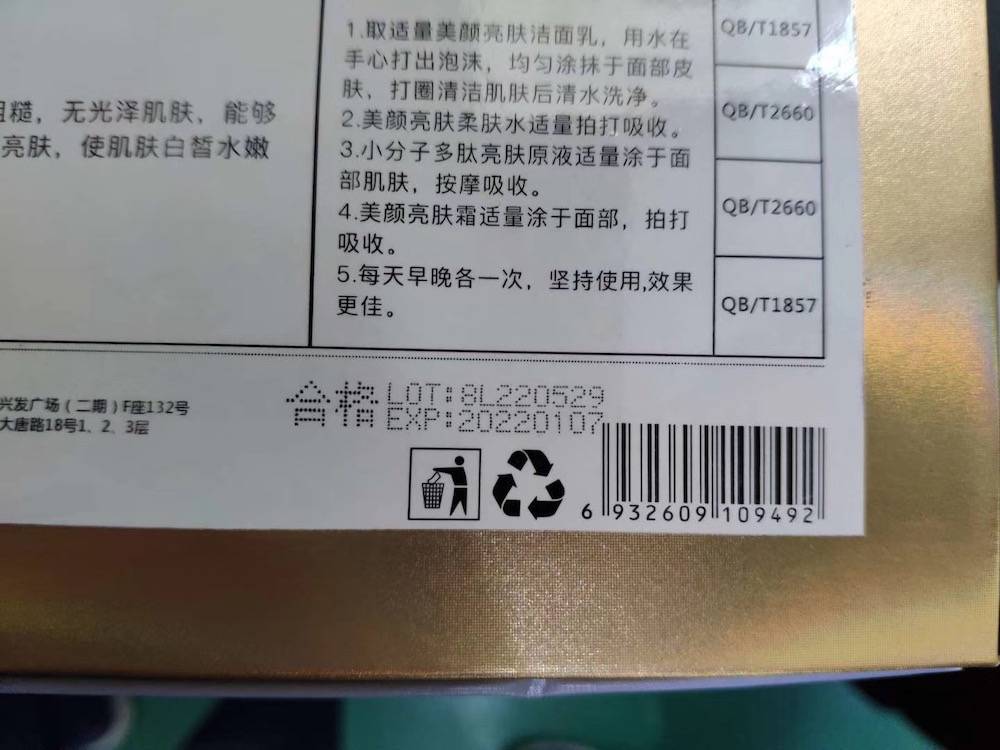 糙，无光泽肌肤、能够
亮肤，使肌肤白皙水嫩
1.取适量美颜亮肤洁面乳，用水在
手心打出泡沫，均匀涂抹于面部皮
肤，打圈清洁肌肤后清水洗净。
2.美颜亮肤柔肤水适量拍打吸收。
3.小分子多肽亮肤原液适量涂于面
部肌肤，按摩吸收。
4.美颜亮肤霜适量涂于面部，拍打
吸收。
5.每天早晚各一次，坚持使用,效果
更佳。
QB/T1857
QB/T2660
QB/T2660
QB/T1857
兴发广场（二期）F座132号
大唐路18号1、2、3层
合格
LOT:8L220529
EXP:20220107
6 932609 109492